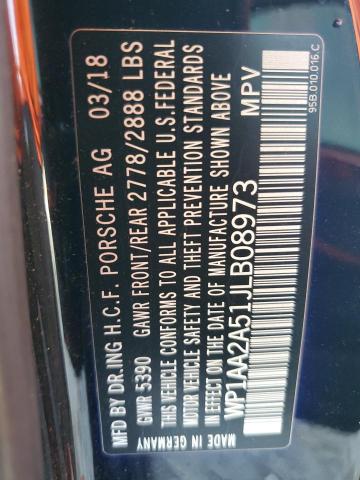 MFD BY DR.ING H.C.F. PORSCHE AG 03/18
GVWR 5390 GAWR FRONT/REAR 2778/2888 LBS
THIS VEHICLE CONFORMS TO ALL APPLICABLE U.S.FEDERAL
MOTOR VEHICLE SAFETY AND THEFT PREVENTION STANDARDS
IN EFFECT ON THE DATE OF MANUFACTURE SHOWN ABOVE
WP1AA2A51JLB08973 MPV
MADE IN GERMANY
95B.010.016.C